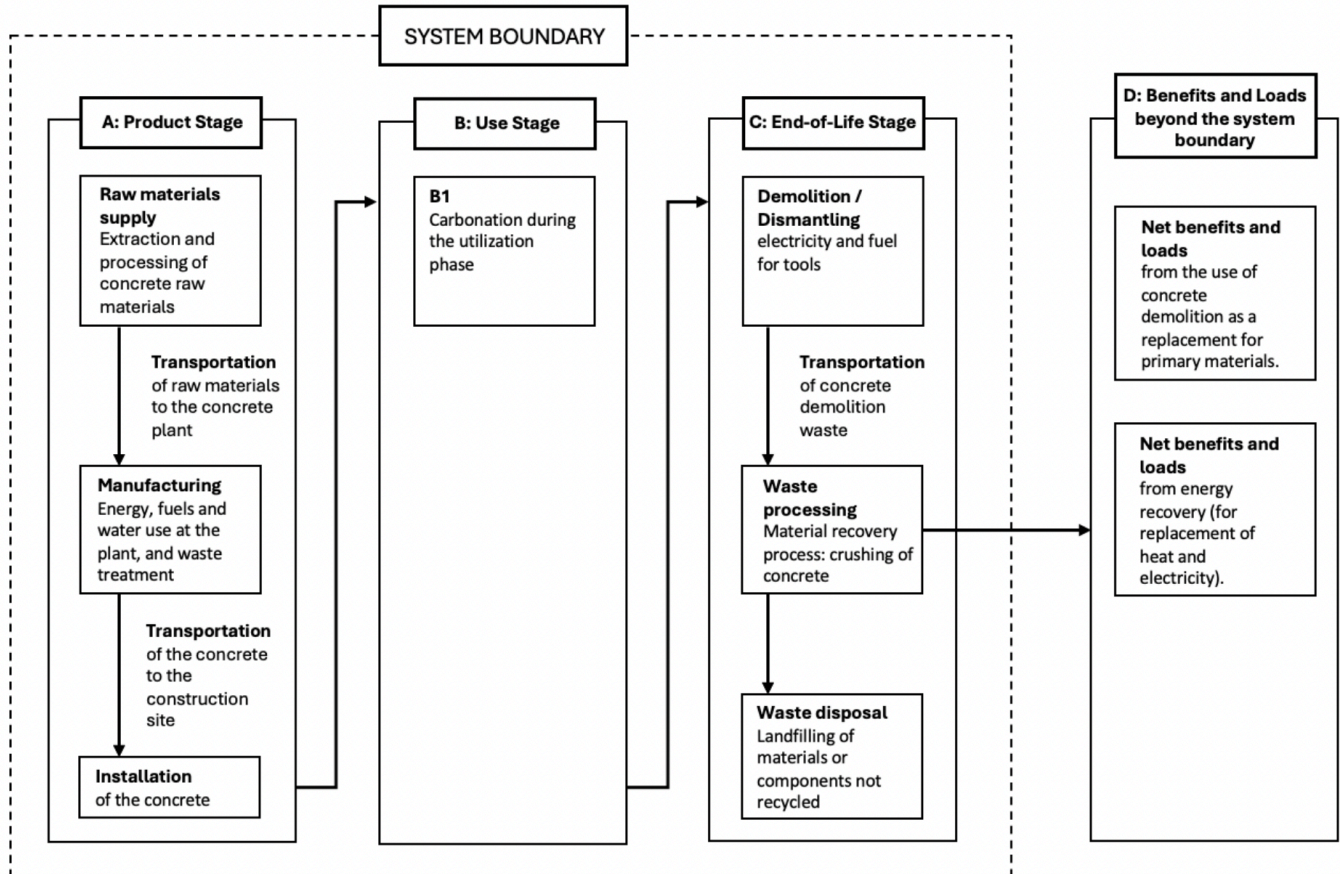 SYSTEM BOUNDARY
A: Product Stage
Raw materials
supply
Extraction and
processing of
concrete raw
materials
Transportation
of raw materials
to the concrete
plant
Manufacturing
Energy, fuels and
water use at the
plant, and waste
treatment
Transportation
of the concrete
to the
construction
site
Installation
of the concrete
B: Use Stage
B1
Carbonation during
the utilization
phase
C: End-of-Life Stage
Demolition /
Dismantling
electricity and fuel
for tools
Transportation
of concrete
demolition
waste
Waste
processing
Material recovery
process: crushing of
concrete
Waste disposal
Landfilling of
materials or
components not
recycled
D: Benefits and Loads
beyond the system
boundary
Net benefits and
loads
from the use of
concrete
demolition as a
replacement for
primary materials.
Net benefits and
loads
from energy
recovery (for
replacement of
heat and
electricity).